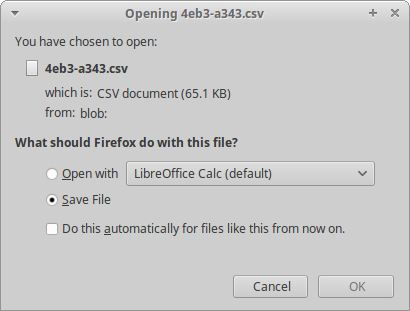 Opening 4eb3-a343.csv
You have chosen to open:
4eb3-a343.csv
which is: CSV document (65.1 KB)
from: blob:
What should Firefox do with this file?
Open with LibreOffice Calc (default)
Save File
Do this automatically for files like this from now on.
Cancel OK